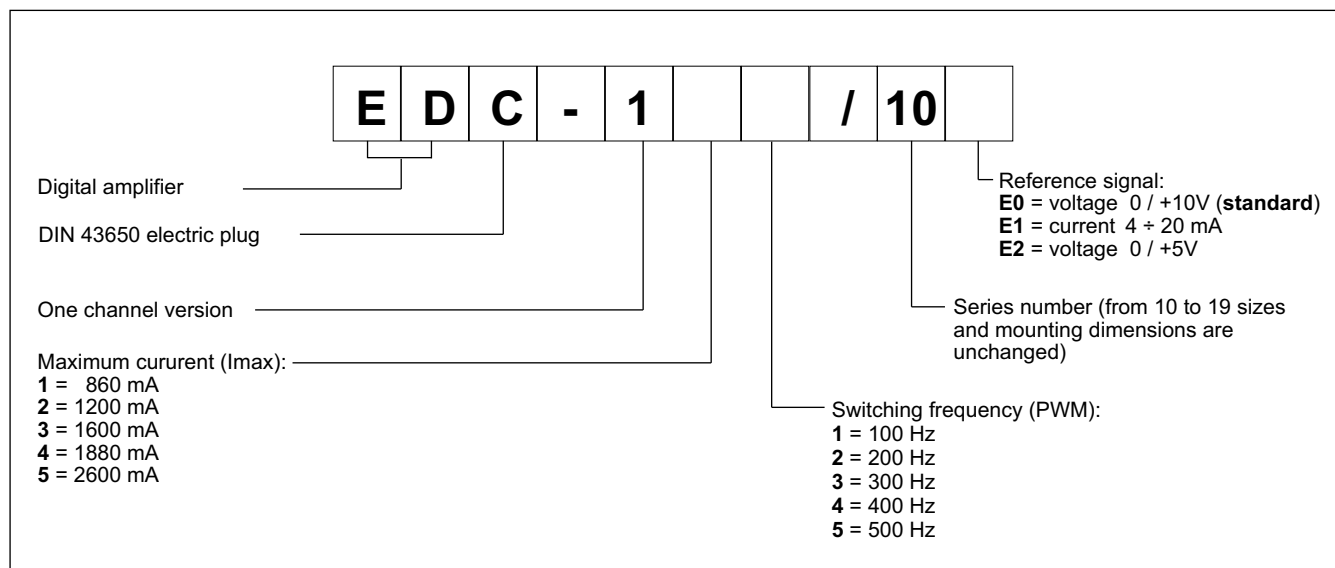 E D C - 1 / 10
Digital amplifier
DIN 43650 electric plug
One channel version
Maximum cururent (Imax):
1 = 860 mA
2 = 1200 mA
3 = 1600 mA
4 = 1880 mA
5 = 2600 mA
Reference signal:
E0 = voltage 0 / +10V (standard)
E1 = current 4 ÷ 20 mA
E2 = voltage 0 / +5V
Series number (from 10 to 19 sizes
and mounting dimensions are
unchanged)
Switching frequency (PWM):
1 = 100 Hz
2 = 200 Hz
3 = 300 Hz
4 = 400 Hz
5 = 500 Hz